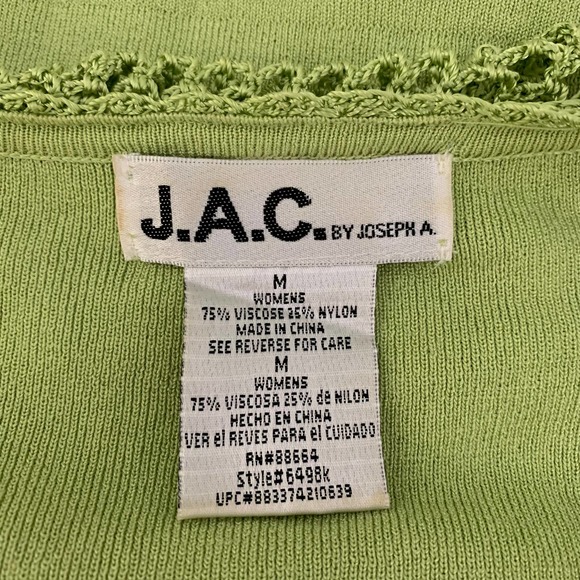 J.A.C. BY JOSEPH A.
M
WOMENS
75% VISCOSE 25% NYLON
MADE IN CHINA
SEE REVERSE FOR CARE
M
WOMENS
75% VISCOSA 25% de NILON
HECHO EN CHINA
VER el REVES PARA el CUIDADO
RN#88664
Style#6498k
UPC#883374210639